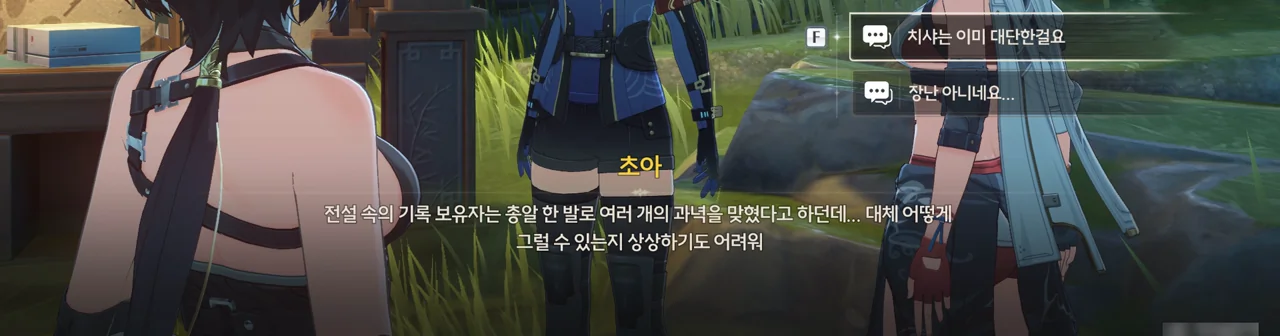 F
치샤는 이미 대단한걸요
장난 아니네요...
초아
전설 속의 기록 보유자는 총알 한 발로 여러 개의 과녁을 맞혔다고 하던데... 대체 어떻게
그럴 수 있는지 상상하기도 어려워